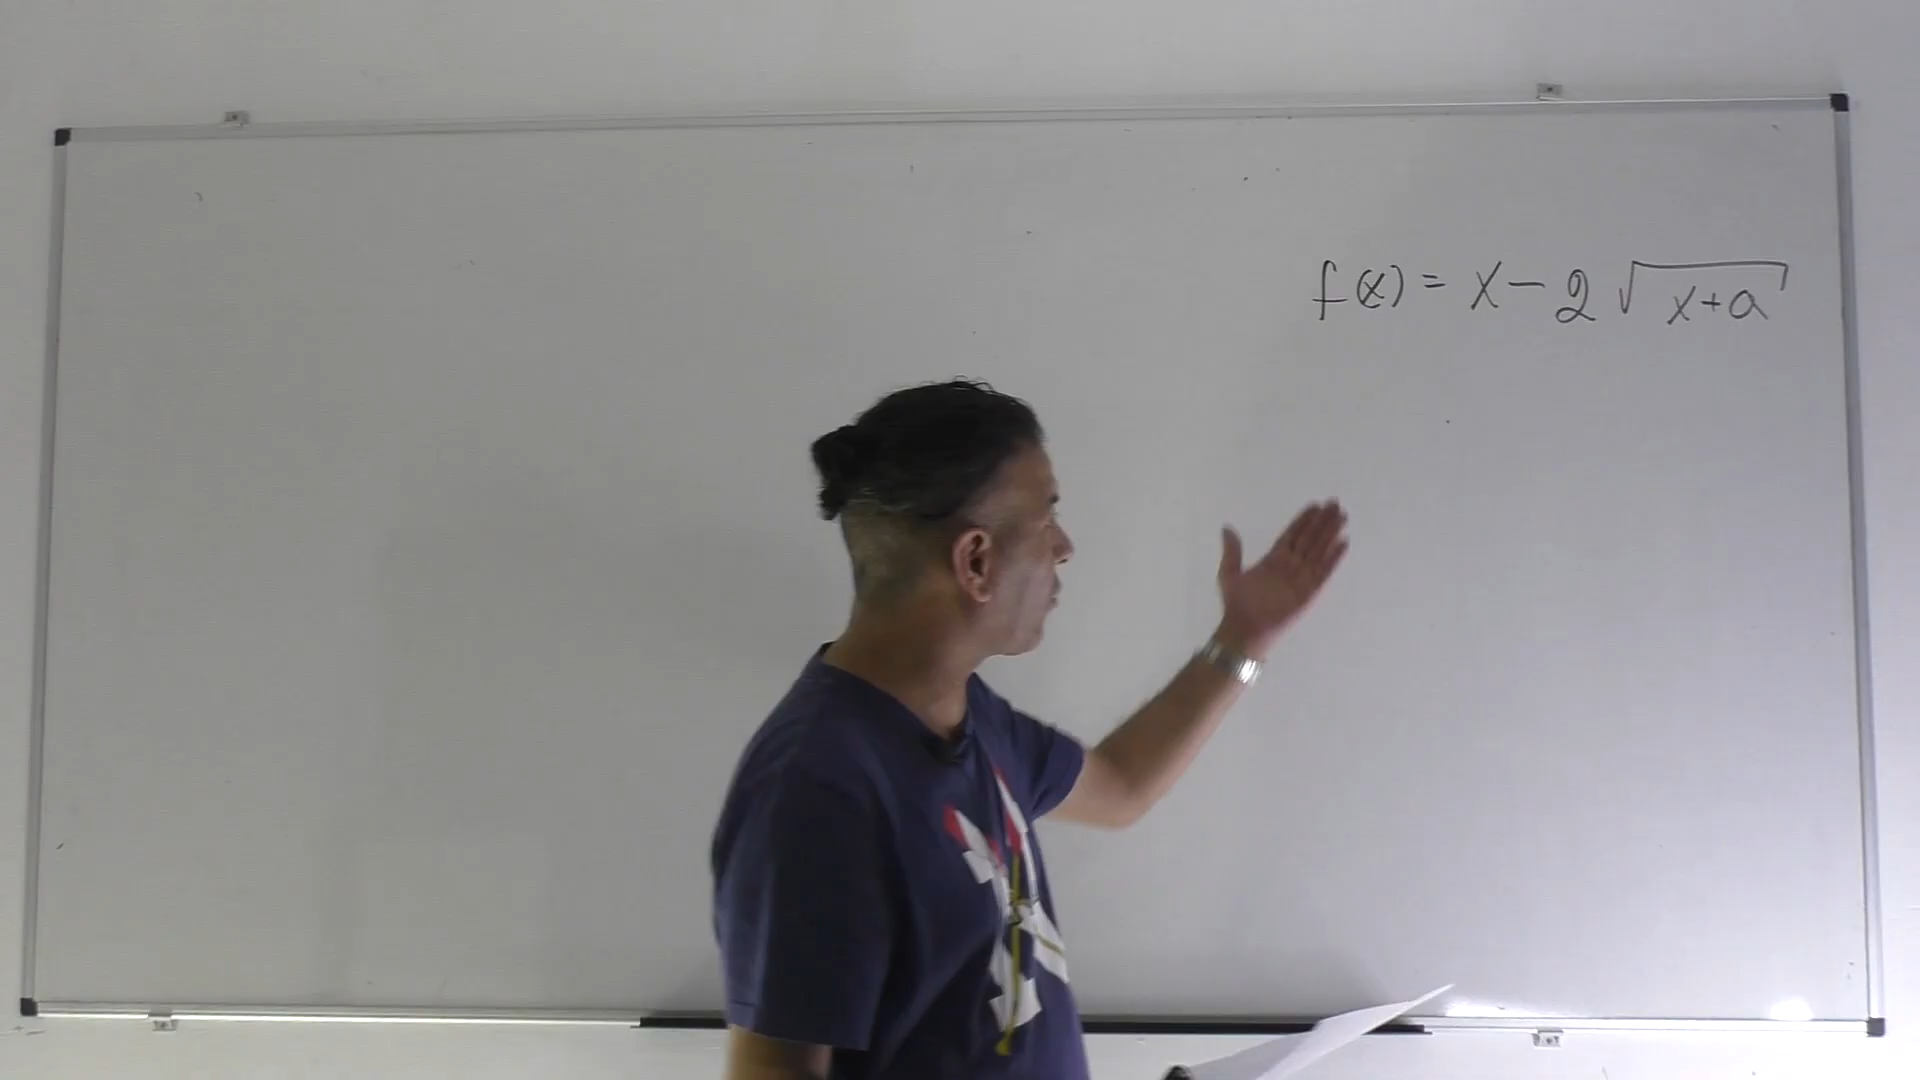 f(x) = x - 2 √(x+a)